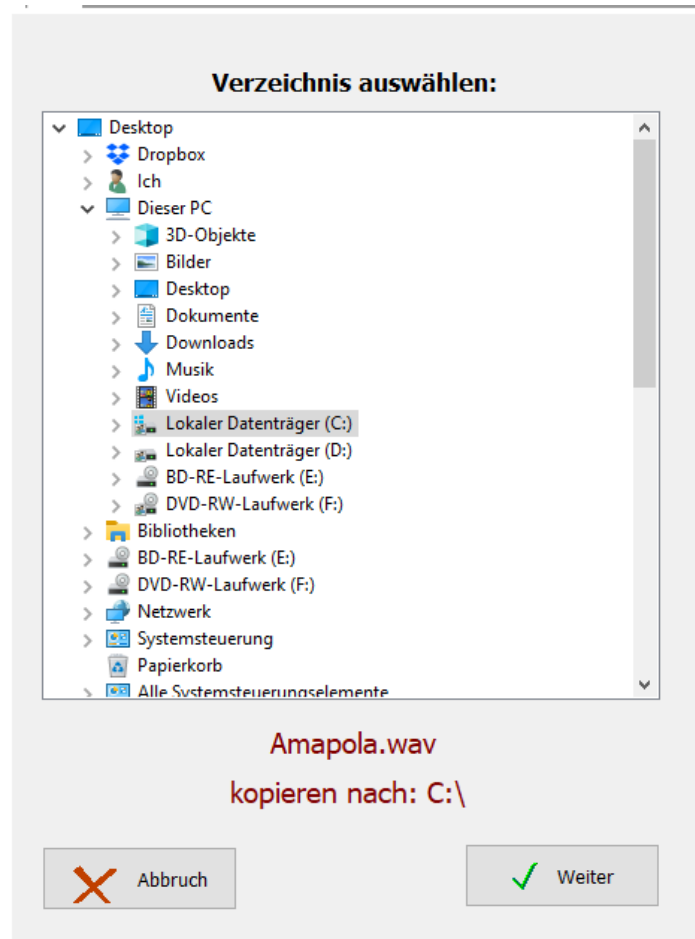 Verzeichnis auswählen:
Desktop
Dropbox
Ich
Dieser PC
3D-Objekte
Bilder
Desktop
Dokumente
Downloads
Musik
Videos
Lokaler Datenträger (C:)
Lokaler Datenträger (D:)
BD-RE-Laufwerk (E:)
DVD-RW-Laufwerk (F:)
Bibliotheken
BD-RE-Laufwerk (E:)
DVD-RW-Laufwerk (F:)
Netzwerk
Systemsteuerung
Papierkorb
Alle Systemsteuerungselemente
Amapola.wav
kopieren nach: C:\
Abbruch
Weiter